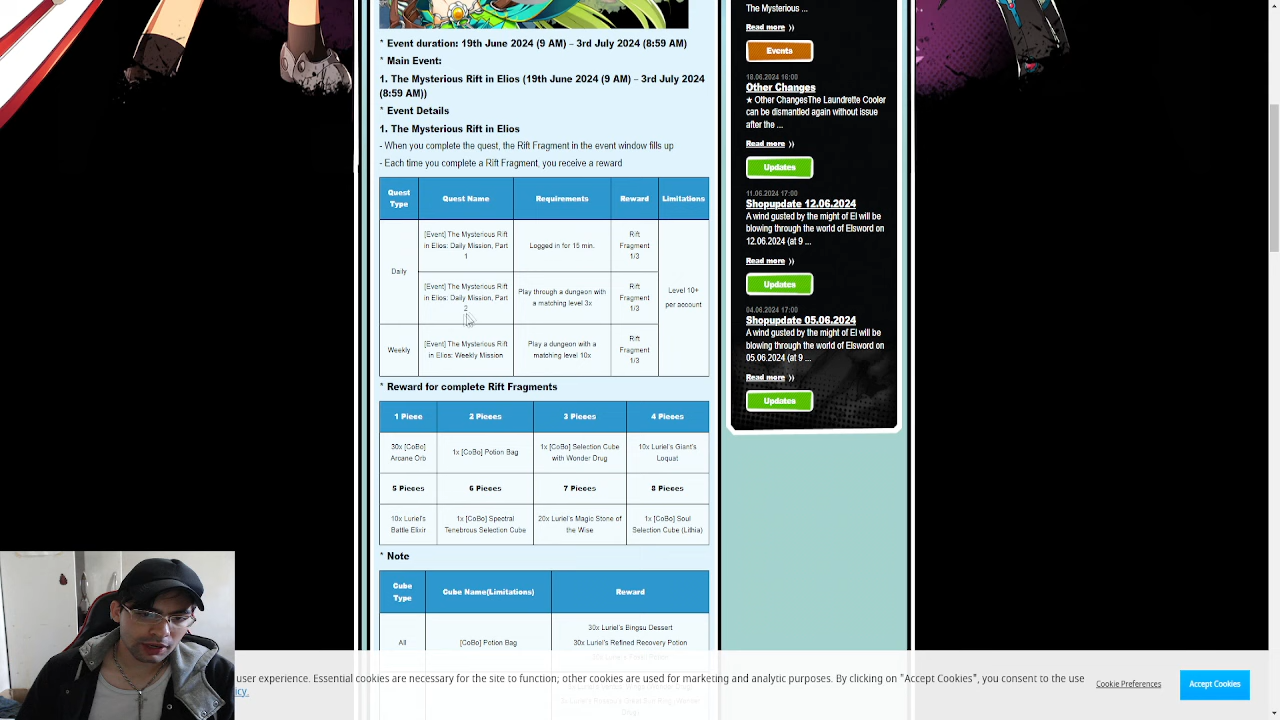 * Event duration: 19th June 2024 (9 AM) – 3rd July 2024 (8:59 AM)
* Main Event:
1. The Mysterious Rift in Elios (19th June 2024 (9 AM) – 3rd July 2024
(8:59 AM))
* Event Details
1. The Mysterious Rift in Elios
- When you complete the quest, the Rift Fragment in the event window fills up
- Each time you complete a Rift Fragment, you receive a reward
Quest Type
Quest Name
Requirements
Reward
Limitations
Daily
[Event] The Mysterious Rift
in Elios: Daily Mission, Part
1
Logged in for 15 min.
Rift
Fragment
1/3
Level 10+
per account
[Event] The Mysterious Rift
in Elios: Daily Mission, Part
2
Play through a dungeon with
a matching level 3x
Rift
Fragment
1/3
Weekly
[Event] The Mysterious Rift
in Elios: Weekly Mission
Play a dungeon with a
matching level 10x
Rift
Fragment
1/3
* Reward for complete Rift Fragments
1 Piece
2 Pieces
3 Pieces
4 Pieces
30x [CoBo]
Arcane Orb
1x [CoBo] Potion Bag
1x [CoBo] Selection Cube
with Wonder Drug
10x Luriel's Giant's
Loquat
5 Pieces
6 Pieces
7 Pieces
8 Pieces
10x Luriel's
Battle Elixir
1x [CoBo] Spectral
Tenebrous Selection Cube
20x Luriel's Magic Stone of
the Wise
1x [CoBo] Soul
Selection Cube (Lithia)
* Note
Cube
Type
Cube Name(Limitations)
Reward
All
[CoBo] Potion Bag
30x Luriel's Bingsu Dessert
30x Luriel's Refined Recovery Potion
The Mysterious ...
Read more ⟩⟩
Events
18.06.2024 16:00
Other Changes
★ Other ChangesThe Laundrette Cooler
can be dismantled again without issue
after the ...
Read more ⟩⟩
Updates
11.06.2024 17:00
Shopupdate 12.06.2024
A wind gusted by the might of El will be
blowing through the world of Elsword on
12.06.2024 (at 9 ...
Read more ⟩⟩
Updates
04.06.2024 17:00
Shopupdate 05.06.2024
A wind gusted by the might of El will be
blowing through the world of Elsword on
05.06.2024 (at 9 ...
Read more ⟩⟩
Updates
user experience. Essential cookies are necessary for the site to function; other cookies are used for marketing and analytic purposes. By clicking on "Accept Cookies", you consent to the use
Cookie Preferences
Accept Cookies